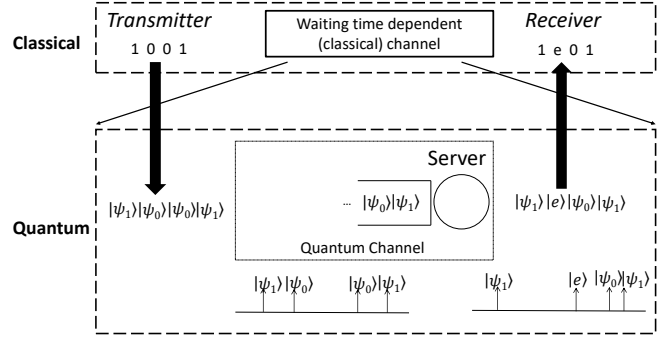 Transmitter
Receiver
Classical
1 0 0 1
Waiting time dependent
(classical) channel
1 e 0 1
Server
Quantum
|ψ₁⟩|ψ₀⟩|ψ₀⟩|ψ₁⟩
... |ψ₀⟩|ψ₁⟩
|ψ₁⟩|e⟩|ψ₀⟩|ψ₁⟩
Quantum Channel
|ψ₁⟩|ψ₀⟩ |ψ₀⟩|ψ₁⟩
|ψ₁⟩ |e⟩ |ψ₀⟩|ψ₁⟩